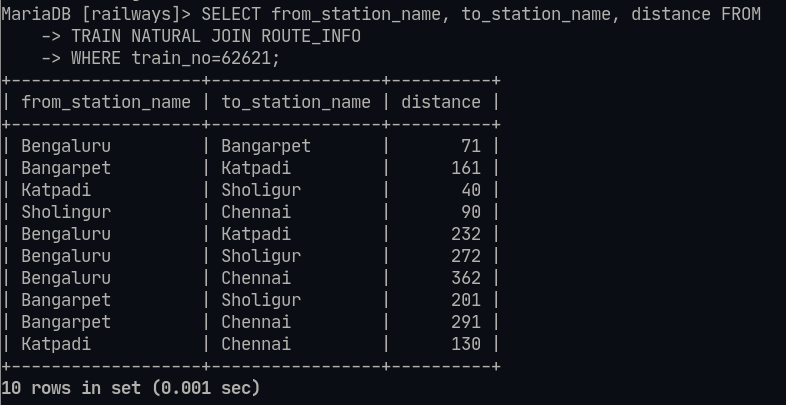 MariaDB [railways]> SELECT from_station_name, to_station_name, distance FROM
    -> TRAIN NATURAL JOIN ROUTE_INFO
    -> WHERE train_no=62621;
+-------------------+-----------------+----------+
| from_station_name | to_station_name | distance |
+-------------------+-----------------+----------+
| Bengaluru         | Bangarpet       |       71 |
| Bangarpet         | Katpadi         |      161 |
| Katpadi           | Sholigur        |       40 |
| Sholingur         | Chennai         |       90 |
| Bengaluru         | Katpadi         |      232 |
| Bengaluru         | Sholigur        |      272 |
| Bengaluru         | Chennai         |      362 |
| Bangarpet         | Sholigur        |      201 |
| Bangarpet         | Chennai         |      291 |
| Katpadi           | Chennai         |      130 |
+-------------------+-----------------+----------+
10 rows in set (0.001 sec)